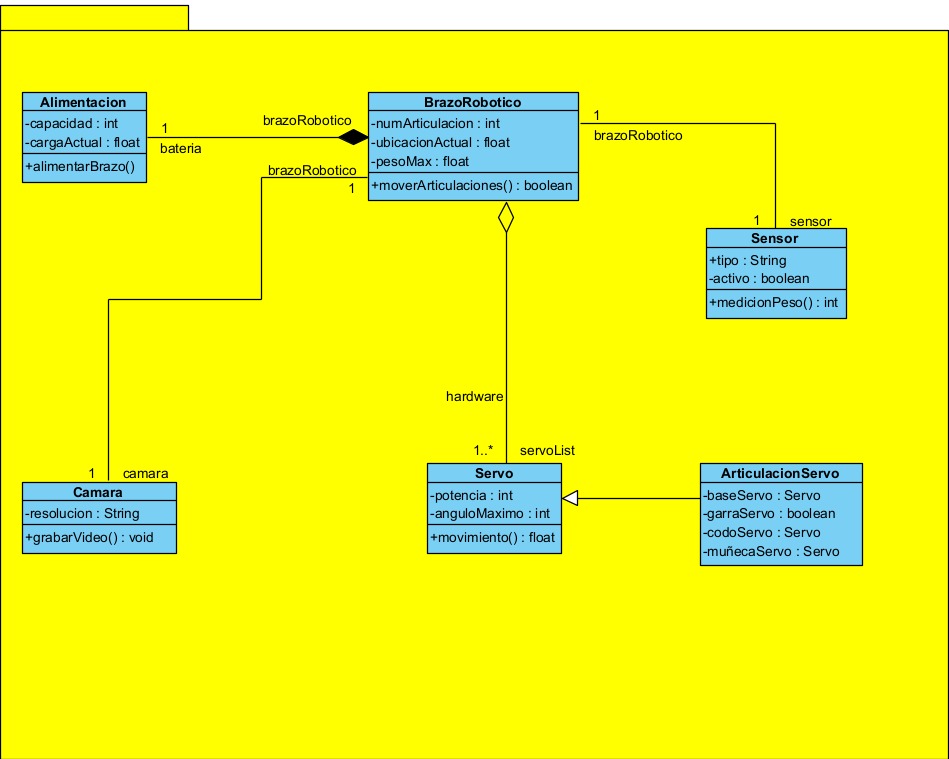 Alimentacion
-capacidad : int
-cargaActual : float
+alimentarBrazo()
1
bateria
brazoRobotico
BrazoRobotico
-numArticulacion : int
-ubicacionActual : float
-pesoMax : float
+moverArticulaciones() : boolean
1
brazoRobotico
brazoRobotico
1
1
sensor
Sensor
+tipo : String
-activo : boolean
+medicionPeso() : int
hardware
1..*
servoList
1
camara
Camara
-resolucion : String
+grabarVideo() : void
Servo
-potencia : int
-anguloMaximo : int
+movimiento() : float
ArticulacionServo
-baseServo : Servo
-garraServo : boolean
-codoServo : Servo
-muñecaServo : Servo